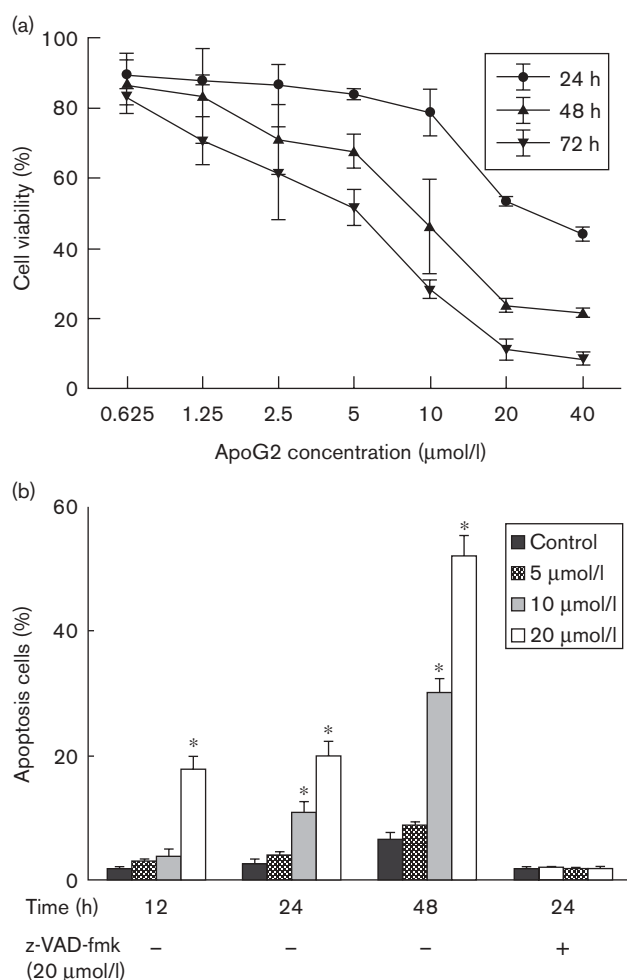 (a)
100
80
60
40
20
0
Cell viability (%)
24 h
48 h
72 h
0.625 1.25 2.5 5 10 20 40
ApoG2 concentration (μmol/l)
(b)
60
40
20
0
Apoptosis cells (%)
Control
5 μmol/l
10 μmol/l
20 μmol/l
* * * * *
Time (h) 12 24 48 24
z-VAD-fmk – – – +
(20 μmol/l)